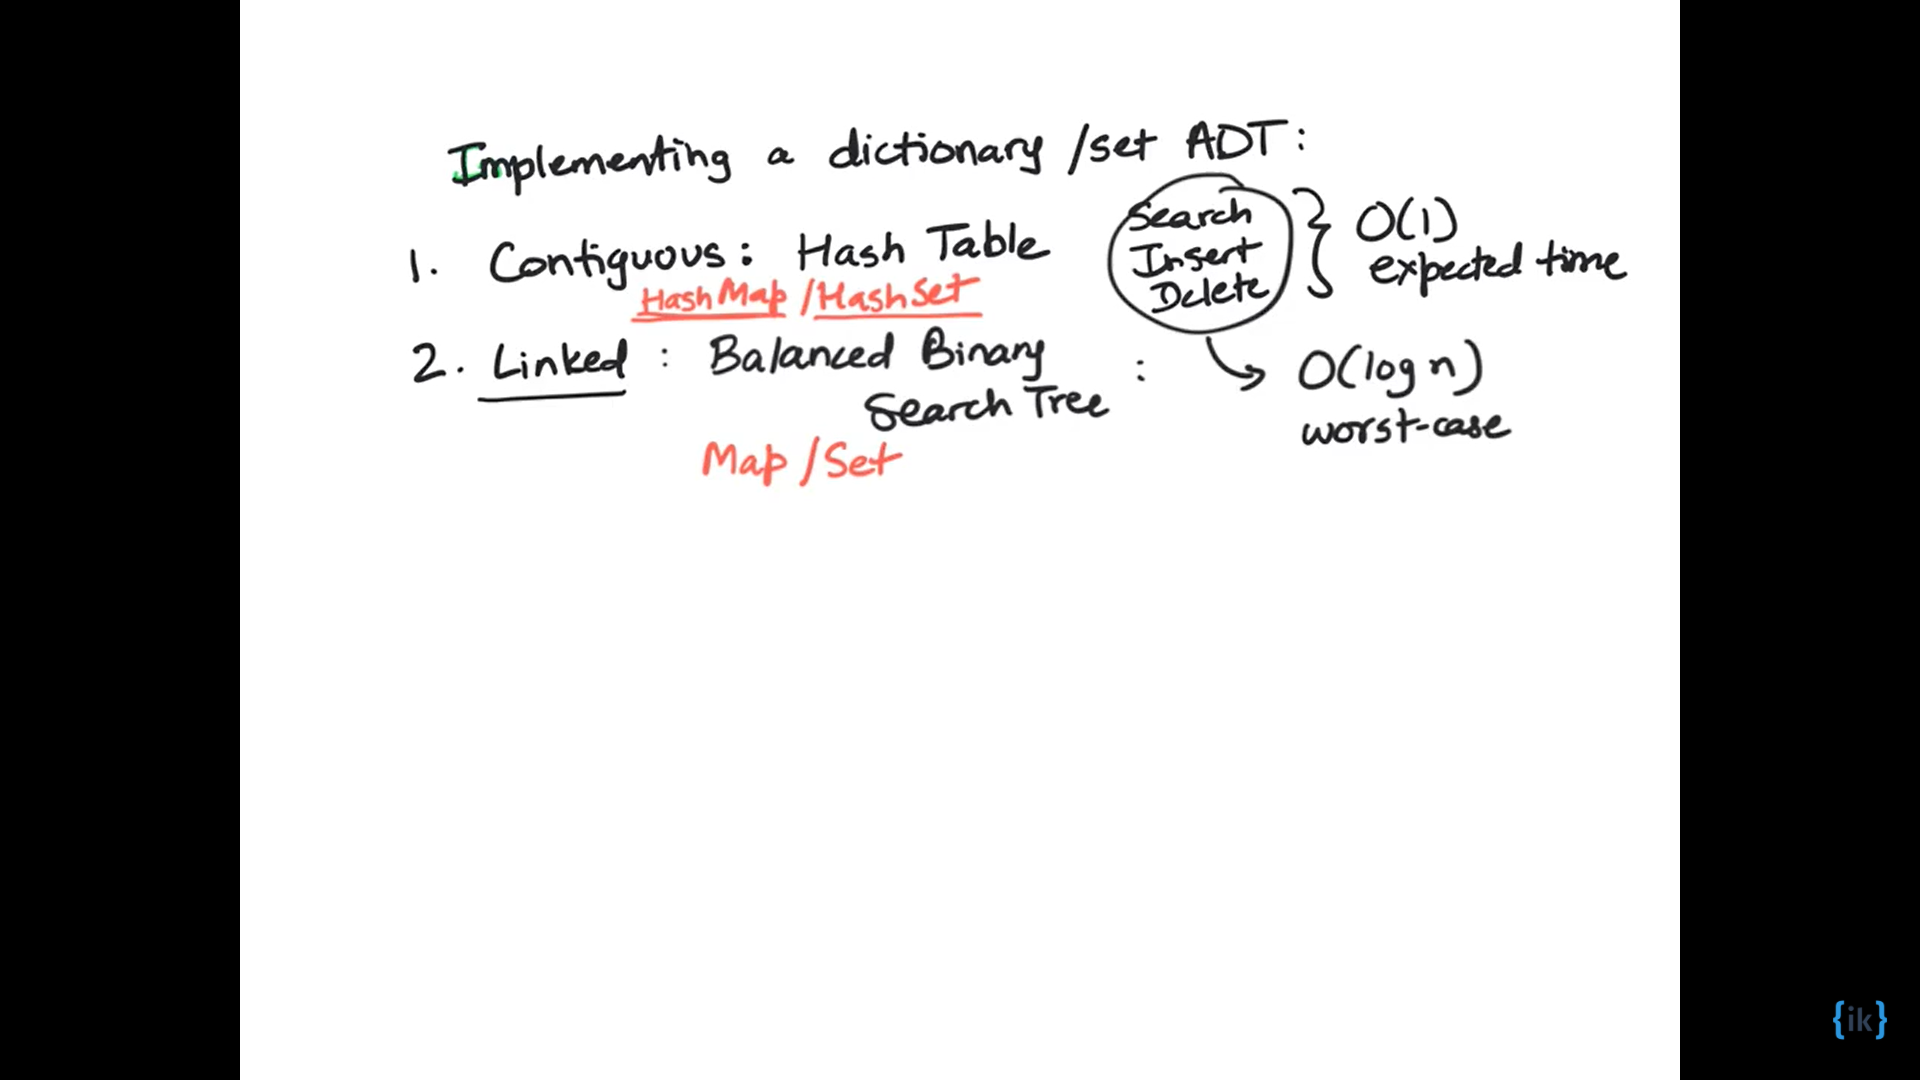 Implementing a dictionary /set ADT:
1. Contiguous: Hash Table
HashMap /HashSet
Search
Insert
Delete
} O(1)
expected time
2. Linked : Balanced Binary
Search Tree :
→ O(log n)
worst-case
Map /Set
{ik}